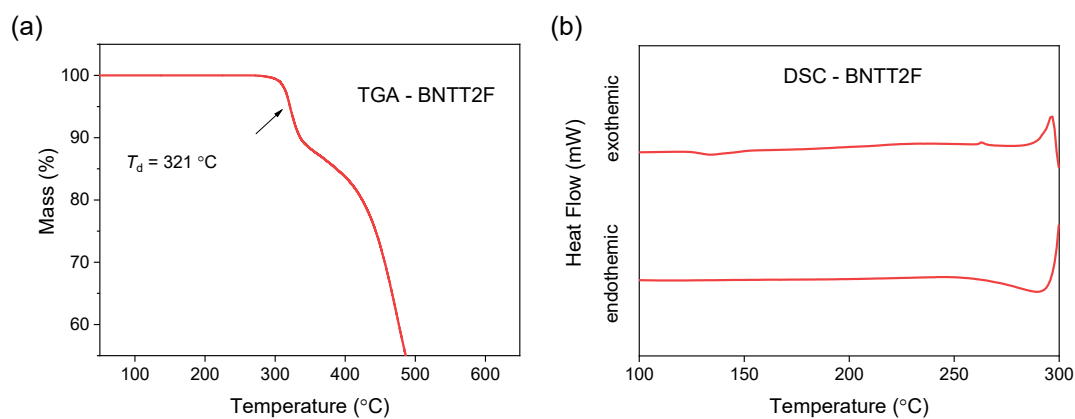 (a)
TGA - BNTT2F
T_d = 321 °C
Mass (%)
100
90
80
70
60
100
200
300
400
500
600
Temperature (°C)
(b)
DSC - BNTT2F
Heat Flow (mW)
exothemic
endothemic
100
150
200
250
300
Temperature (°C)